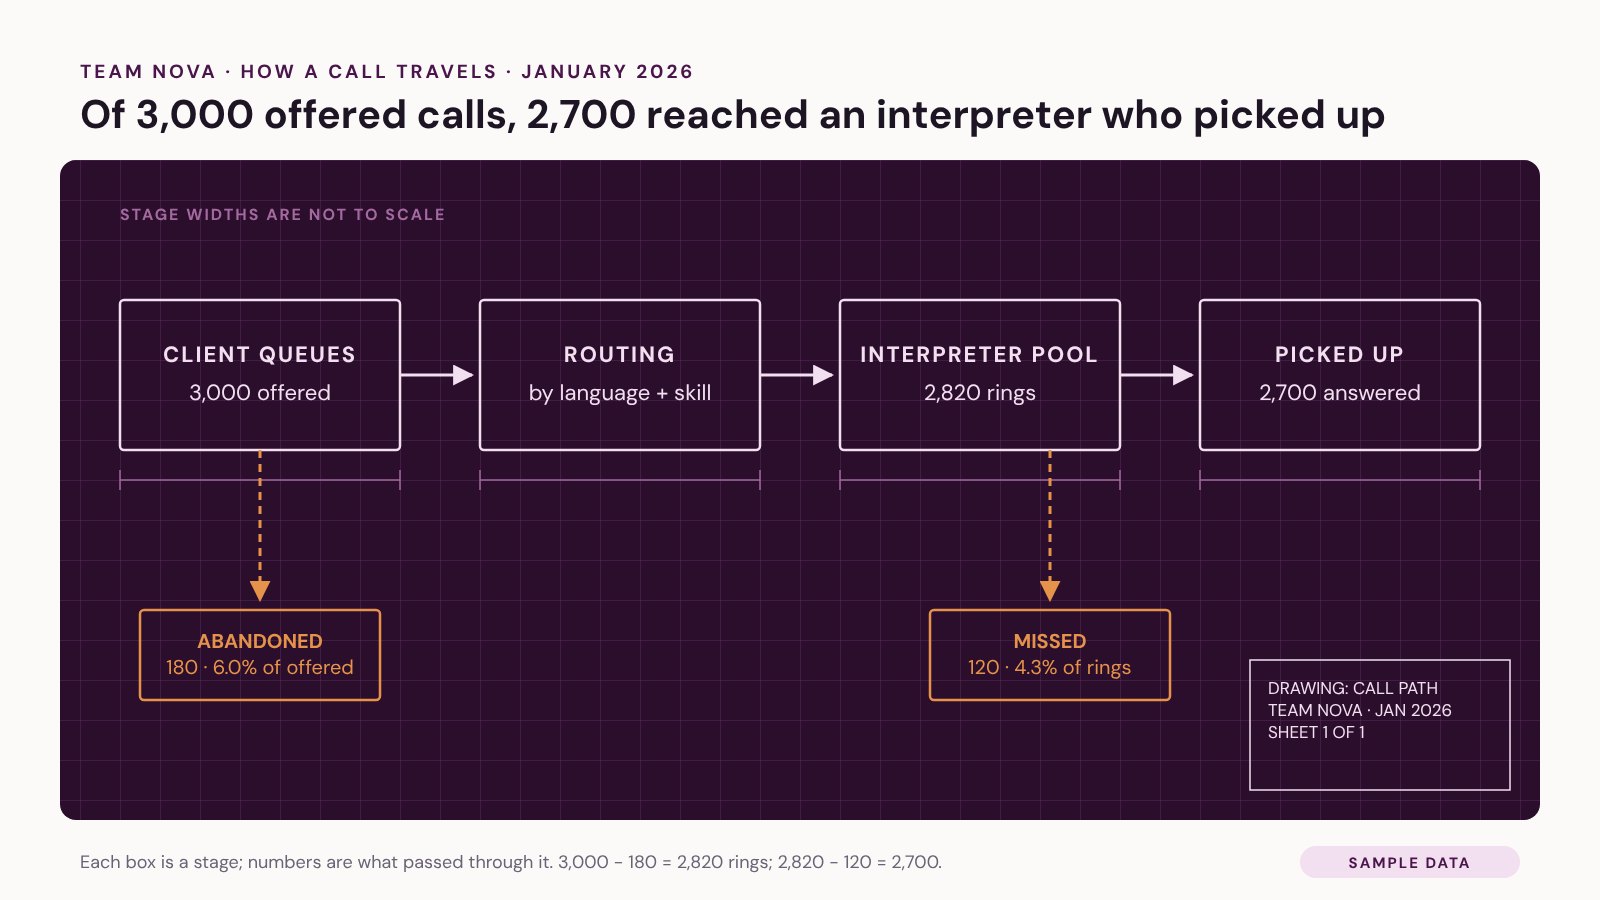 TEAM NOVA · HOW A CALL TRAVELS · JANUARY 2026
Of 3,000 offered calls, 2,700 reached an interpreter who picked up
STAGE WIDTHS ARE NOT TO SCALE
CLIENT QUEUES
3,000 offered
ROUTING
by language + skill
INTERPRETER POOL
2,820 rings
PICKED UP
2,700 answered
ABANDONED
180 · 6.0% of offered
MISSED
120 · 4.3% of rings
DRAWING: CALL PATH
TEAM NOVA · JAN 2026
SHEET 1 OF 1
Each box is a stage; numbers are what passed through it. 3,000 − 180 = 2,820 rings; 2,820 − 120 = 2,700.
SAMPLE DATA